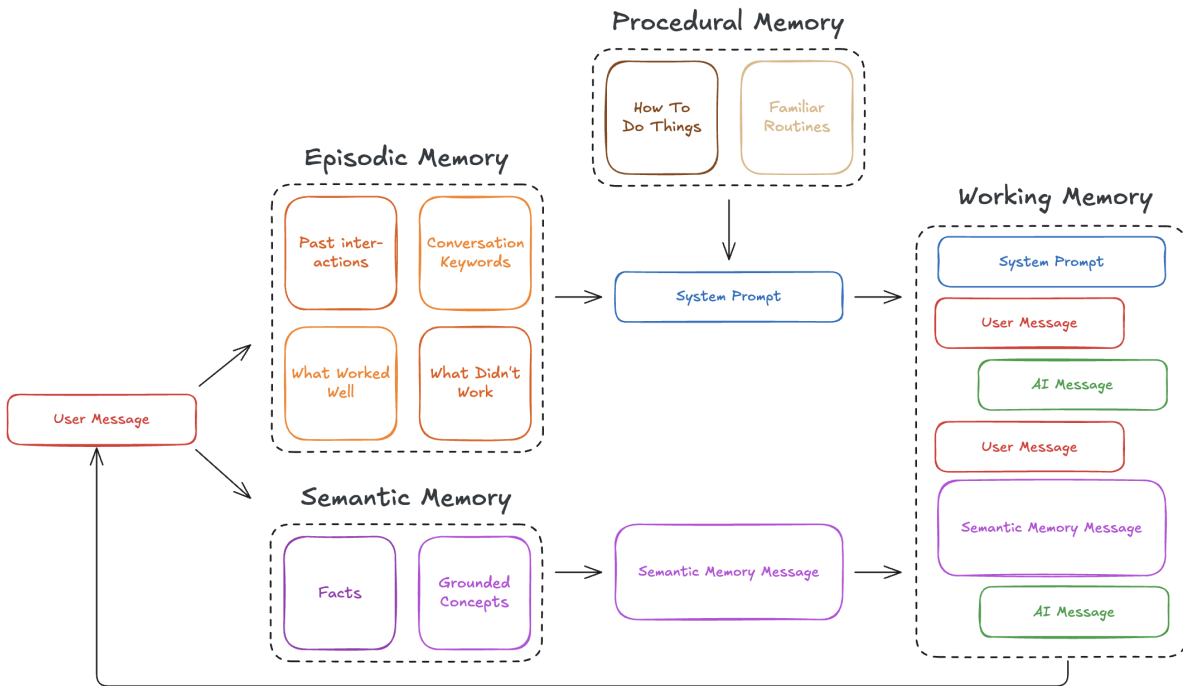 Procedural Memory
How To
Do Things
Familiar
Routines
Episodic Memory
Past inter-
actions
Conversation
Keywords
What Worked
Well
What Didn't
Work
User Message
Semantic Memory
Facts
Grounded
Concepts
System Prompt
Semantic Memory Message
Working Memory
System Prompt
User Message
AI Message
User Message
Semantic Memory Message
AI Message